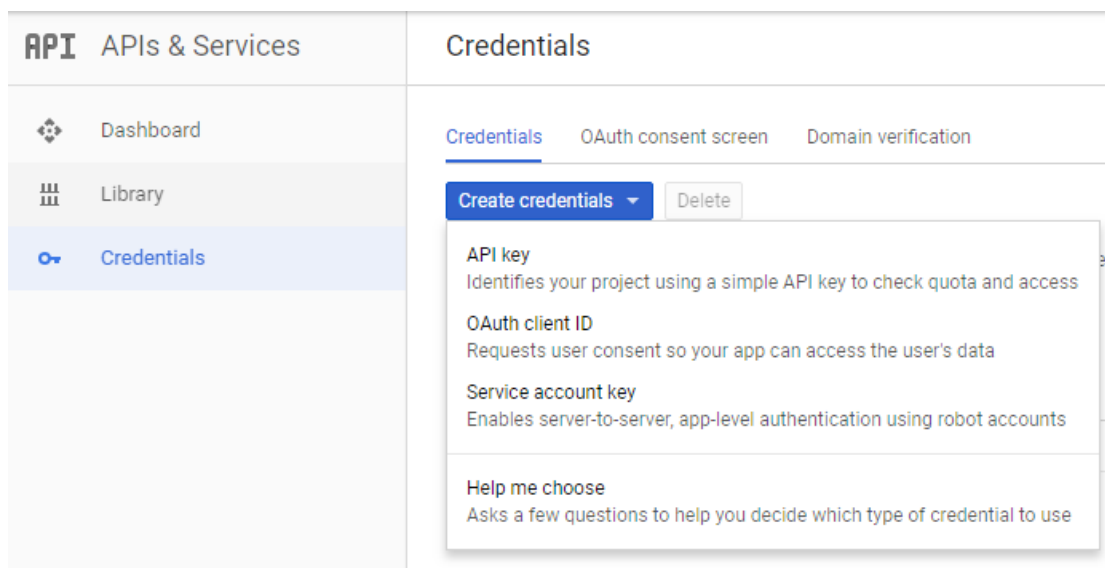 API APIs & Services
Credentials
Dashboard
Library
Credentials
Credentials OAuth consent screen Domain verification
Create credentials Delete
API key
Identifies your project using a simple API key to check quota and access
OAuth client ID
Requests user consent so your app can access the user's data
Service account key
Enables server-to-server, app-level authentication using robot accounts
Help me choose
Asks a few questions to help you decide which type of credential to use